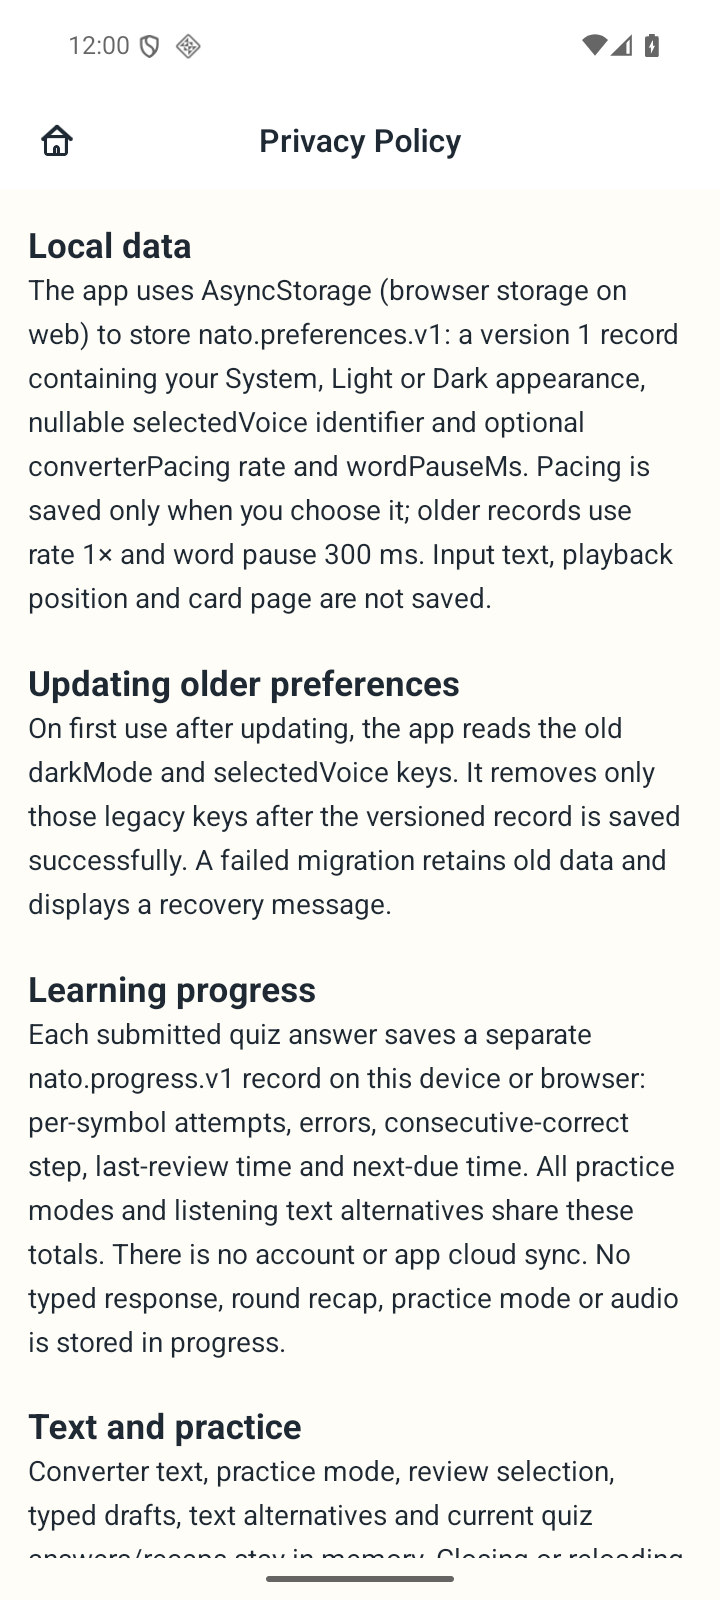 12:00
Privacy Policy
Local data
The app uses AsyncStorage (browser storage on
web) to store nato.preferences.v1: a version 1 record
containing your System, Light or Dark appearance,
nullable selectedVoice identifier and optional
converterPacing rate and wordPauseMs. Pacing is
saved only when you choose it; older records use
rate 1× and word pause 300 ms. Input text, playback
position and card page are not saved.
Updating older preferences
On first use after updating, the app reads the old
darkMode and selectedVoice keys. It removes only
those legacy keys after the versioned record is saved
successfully. A failed migration retains old data and
displays a recovery message.
Learning progress
Each submitted quiz answer saves a separate
nato.progress.v1 record on this device or browser:
per-symbol attempts, errors, consecutive-correct
step, last-review time and next-due time. All practice
modes and listening text alternatives share these
totals. There is no account or app cloud sync. No
typed response, round recap, practice mode or audio
is stored in progress.
Text and practice
Converter text, practice mode, review selection,
typed drafts, text alternatives and current quiz
answers/recaps stay in memory. Closing or reloading